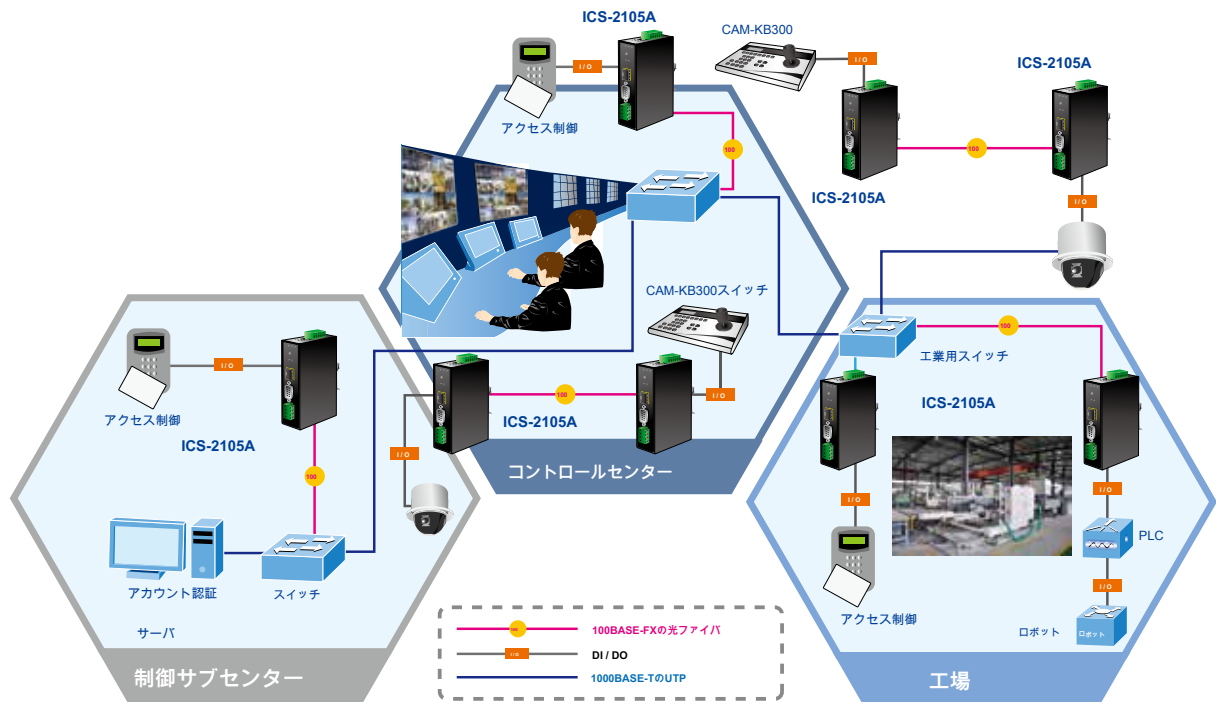 ICS-2105A
CAM-KB300
ICS-2105A
I / O
I / O
アクセス制御
100
100
I / O
ICS-2105A
CAM-KB300スイッチ
100
工業用スイッチ
I / O
アクセス制御
I / O
100
ICS-2105A
ICS-2105A
ICS-2105A
I / O
コントロールセンター
100
I / O
I / O
PLC
アカウント認証
スイッチ
I / O
アクセス制御
サーバ
ロボット
ロボット
100BASE-FXの光ファイバ
I / O
DI / DO
1000BASE-TのUTP
制御サブセンター
工場